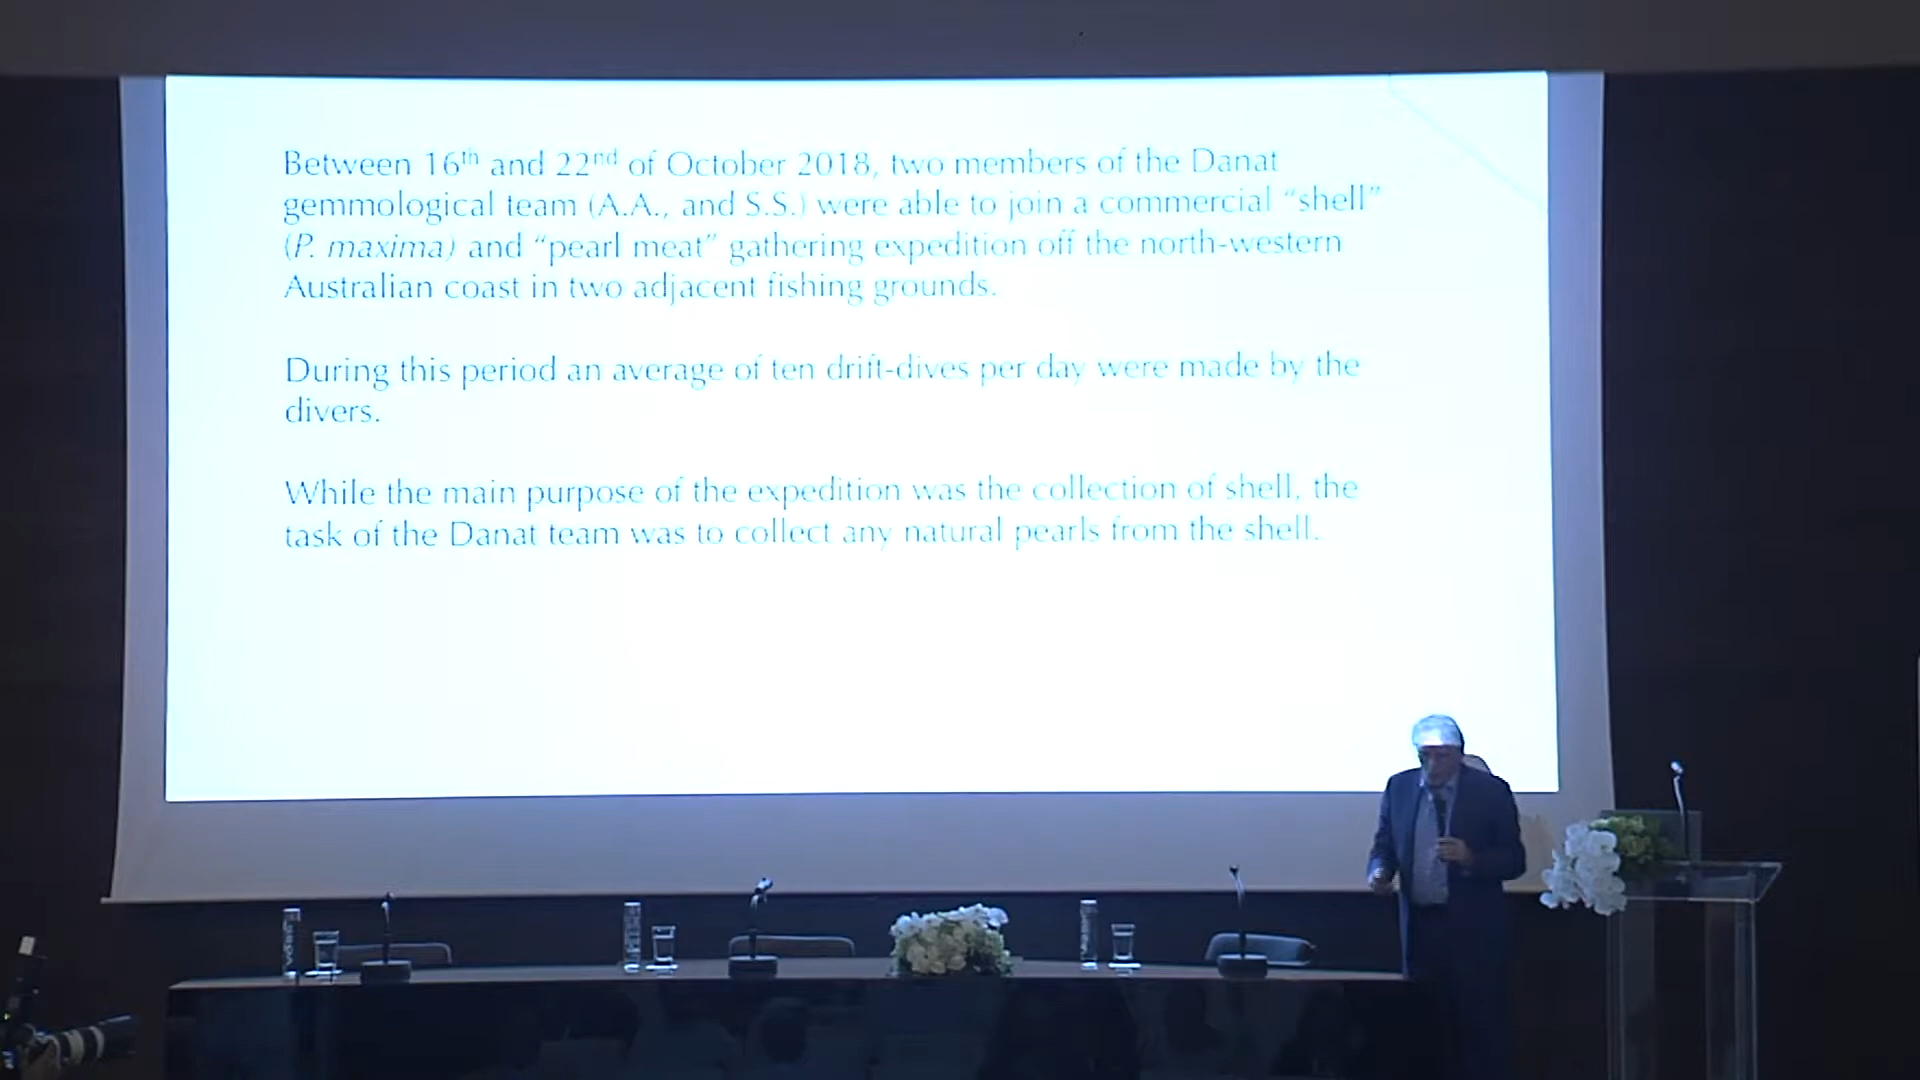 Between 16th and 22nd of October 2018, two members of the Danat
gemmological team (A.A., and S.S.) were able to join a commercial “shell”
(P. maxima) and “pearl meat” gathering expedition off the north-western
Australian coast in two adjacent fishing grounds.
During this period an average of ten drift-dives per day were made by the
divers.
While the main purpose of the expedition was the collection of shell, the
task of the Danat team was to collect any natural pearls from the shell.